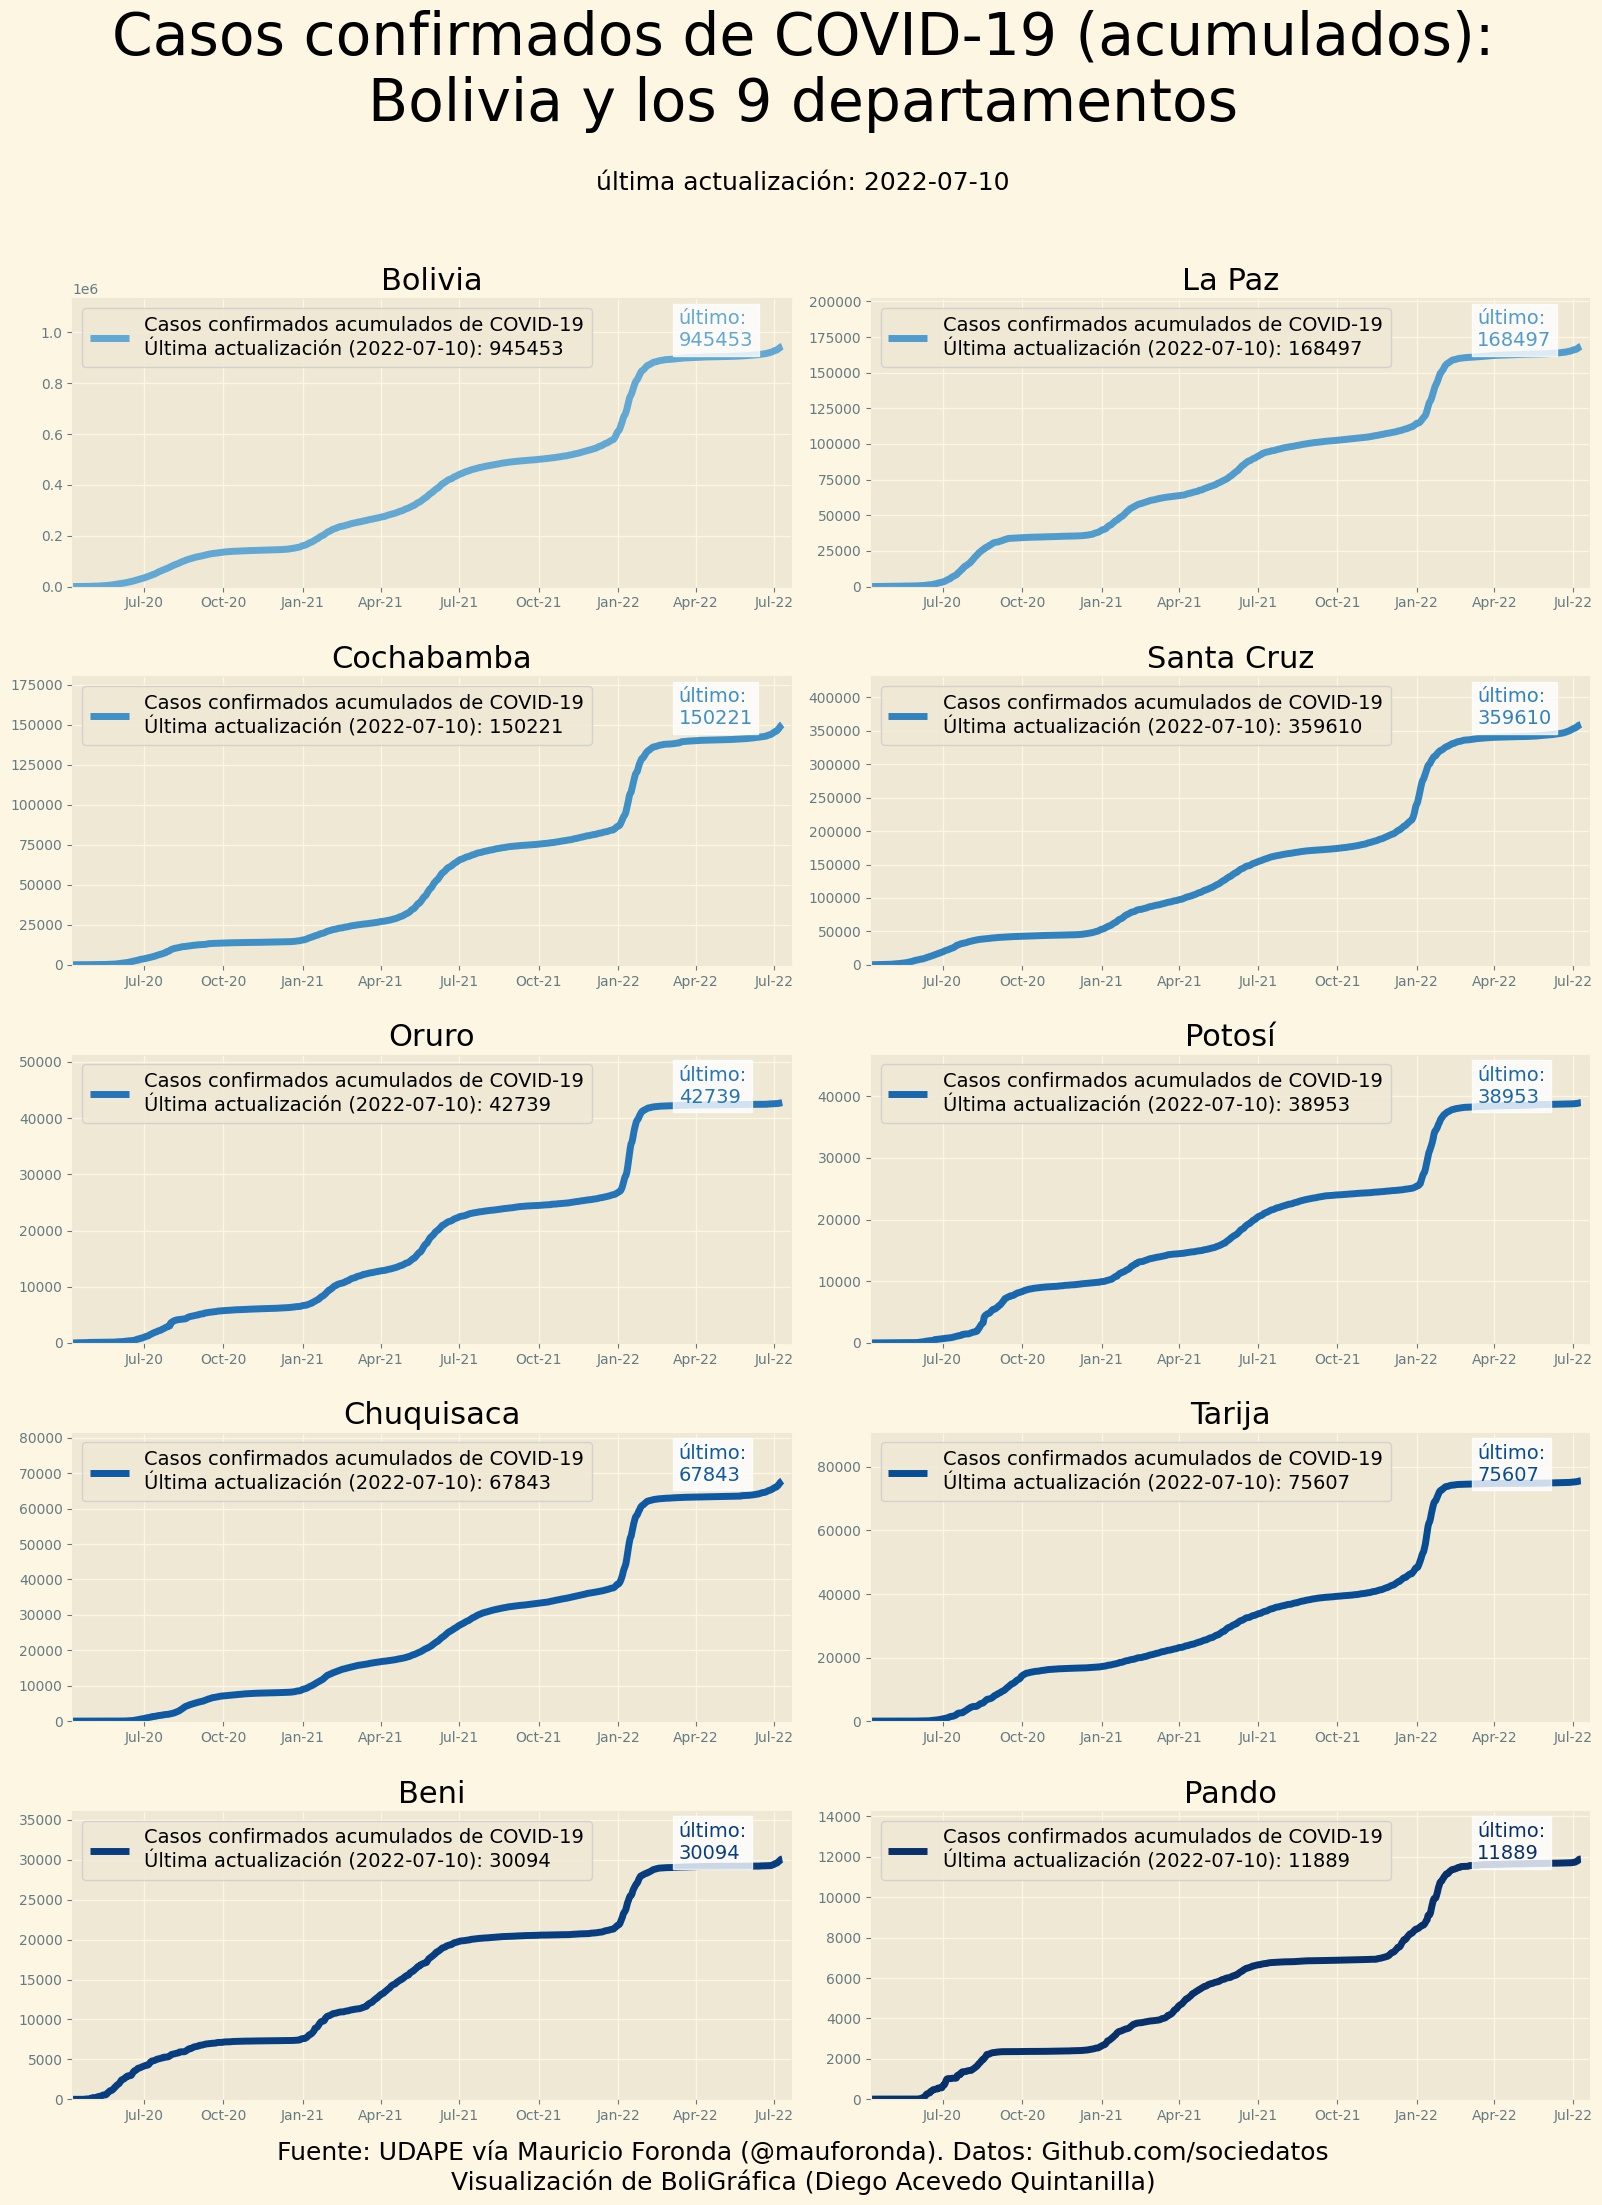 Casos confirmados de COVID-19 (acumulados):
Bolivia y los 9 departamentos
última actualización: 2022-07-10
Bolivia
1e6
Casos confirmados acumulados de COVID-19
Última actualización (2022-07-10): 945453
último:
945453
1.0
0.8
0.6
0.4
0.2
0.0
Jul-20 Oct-20 Jan-21 Apr-21 Jul-21 Oct-21 Jan-22 Apr-22 Jul-22
La Paz
Casos confirmados acumulados de COVID-19
Última actualización (2022-07-10): 168497
último:
168497
200000
175000
150000
125000
100000
75000
50000
25000
0
Jul-20 Oct-20 Jan-21 Apr-21 Jul-21 Oct-21 Jan-22 Apr-22 Jul-22
Cochabamba
Casos confirmados acumulados de COVID-19
Última actualización (2022-07-10): 150221
último:
150221
175000
150000
125000
100000
75000
50000
25000
0
Jul-20 Oct-20 Jan-21 Apr-21 Jul-21 Oct-21 Jan-22 Apr-22 Jul-22
Santa Cruz
Casos confirmados acumulados de COVID-19
Última actualización (2022-07-10): 359610
último:
359610
400000
350000
300000
250000
200000
150000
100000
50000
0
Jul-20 Oct-20 Jan-21 Apr-21 Jul-21 Oct-21 Jan-22 Apr-22 Jul-22
Oruro
Casos confirmados acumulados de COVID-19
Última actualización (2022-07-10): 42739
último:
42739
50000
40000
30000
20000
10000
0
Jul-20 Oct-20 Jan-21 Apr-21 Jul-21 Oct-21 Jan-22 Apr-22 Jul-22
Potosí
Casos confirmados acumulados de COVID-19
Última actualización (2022-07-10): 38953
último:
38953
40000
30000
20000
10000
0
Jul-20 Oct-20 Jan-21 Apr-21 Jul-21 Oct-21 Jan-22 Apr-22 Jul-22
Chuquisaca
Casos confirmados acumulados de COVID-19
Última actualización (2022-07-10): 67843
último:
67843
80000
70000
60000
50000
40000
30000
20000
10000
0
Jul-20 Oct-20 Jan-21 Apr-21 Jul-21 Oct-21 Jan-22 Apr-22 Jul-22
Tarija
Casos confirmados acumulados de COVID-19
Última actualización (2022-07-10): 75607
último:
75607
80000
60000
40000
20000
0
Jul-20 Oct-20 Jan-21 Apr-21 Jul-21 Oct-21 Jan-22 Apr-22 Jul-22
Beni
Casos confirmados acumulados de COVID-19
Última actualización (2022-07-10): 30094
último:
30094
35000
30000
25000
20000
15000
10000
5000
0
Jul-20 Oct-20 Jan-21 Apr-21 Jul-21 Oct-21 Jan-22 Apr-22 Jul-22
Pando
Casos confirmados acumulados de COVID-19
Última actualización (2022-07-10): 11889
último:
11889
14000
12000
10000
8000
6000
4000
2000
0
Jul-20 Oct-20 Jan-21 Apr-21 Jul-21 Oct-21 Jan-22 Apr-22 Jul-22
Fuente: UDAPE vía Mauricio Foronda (@mauforonda). Datos: Github.com/sociedatos
Visualización de BoliGráfica (Diego Acevedo Quintanilla)